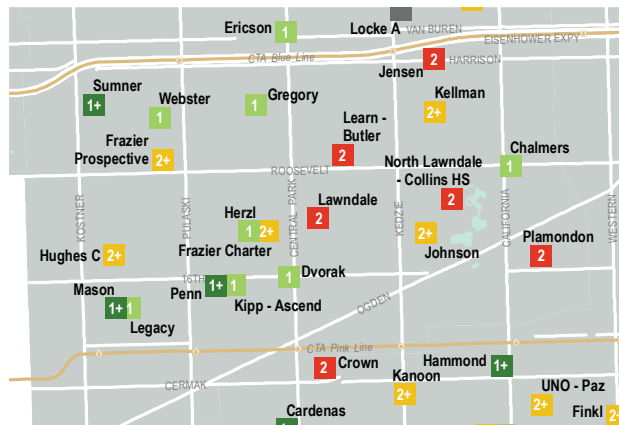 Ericson
1
Locke A
VAN BUREN
EISENHOWER EXPY
CTA Blue Line
2
HARRISON
Jensen
Sumner
1+
Webster
1
Gregory
1
Kellman
2+
Learn -
Butler
2
Frazier
Prospective
2+
Chalmers
1
ROOSEVELT
North Lawndale
- Collins HS
2
KOSTNER
PULASKI
CENTRAL PARK
KEDZIE
CALIFORNIA
WESTERN
Lawndale
2
Herzl
1
2+
Frazier Charter
2+
Johnson
Plamondon
2
Hughes C
2+
Dvorak
1
16TH
Penn
1+
1
Kipp - Ascend
Mason
1+
1
Legacy
OGDEN
CTA Pink Line
Crown
2
Hammond
1+
CERMAK
Kanoon
2+
UNO - Paz
2+
Finkl
2+
Cardenas